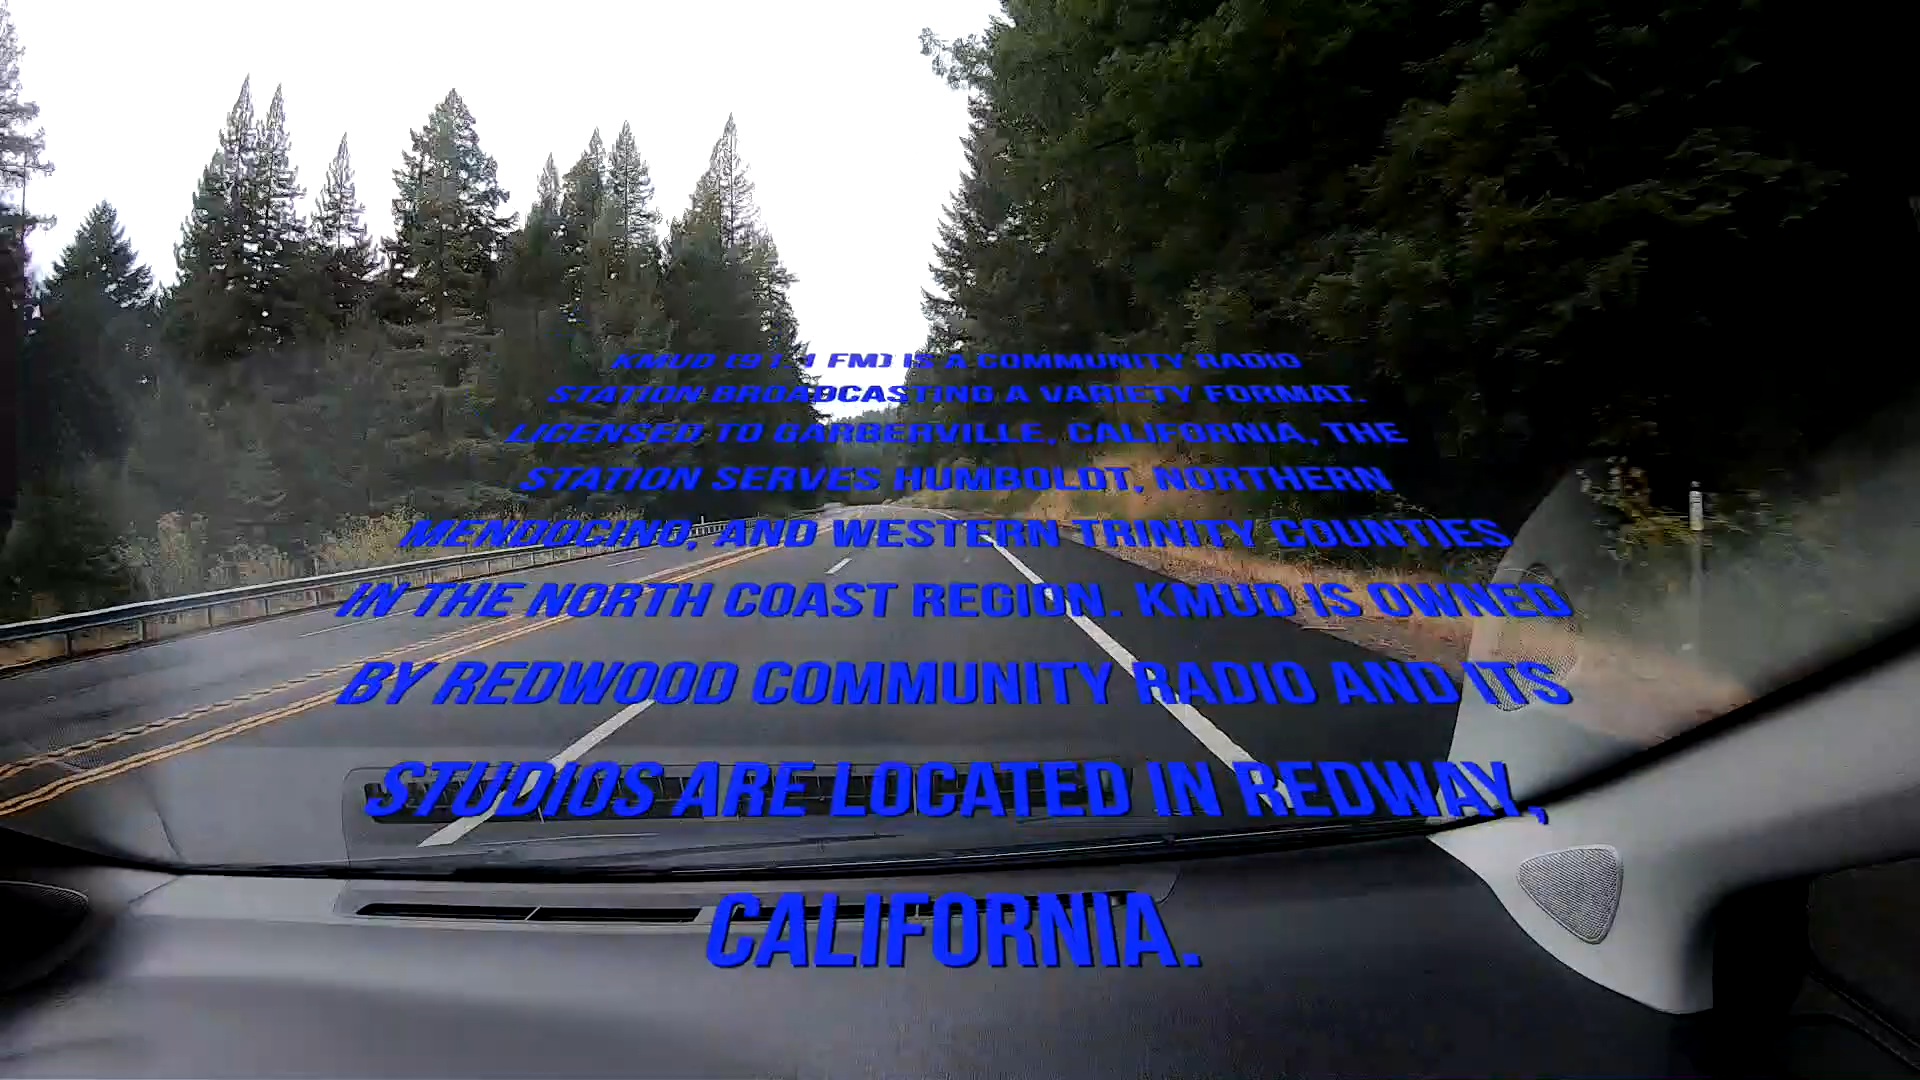 KMUD (91.1 FM) IS A COMMUNITY RADIO
STATION BROADCASTING A VARIETY FORMAT.
LICENSED TO GARBERVILLE, CALIFORNIA, THE
STATION SERVES HUMBOLDT, NORTHERN
MENDOCINO, AND WESTERN TRINITY COUNTIES
IN THE NORTH COAST REGION. KMUD IS OWNED
BY REDWOOD COMMUNITY RADIO AND ITS
STUDIOS ARE LOCATED IN REDWAY,
CALIFORNIA.